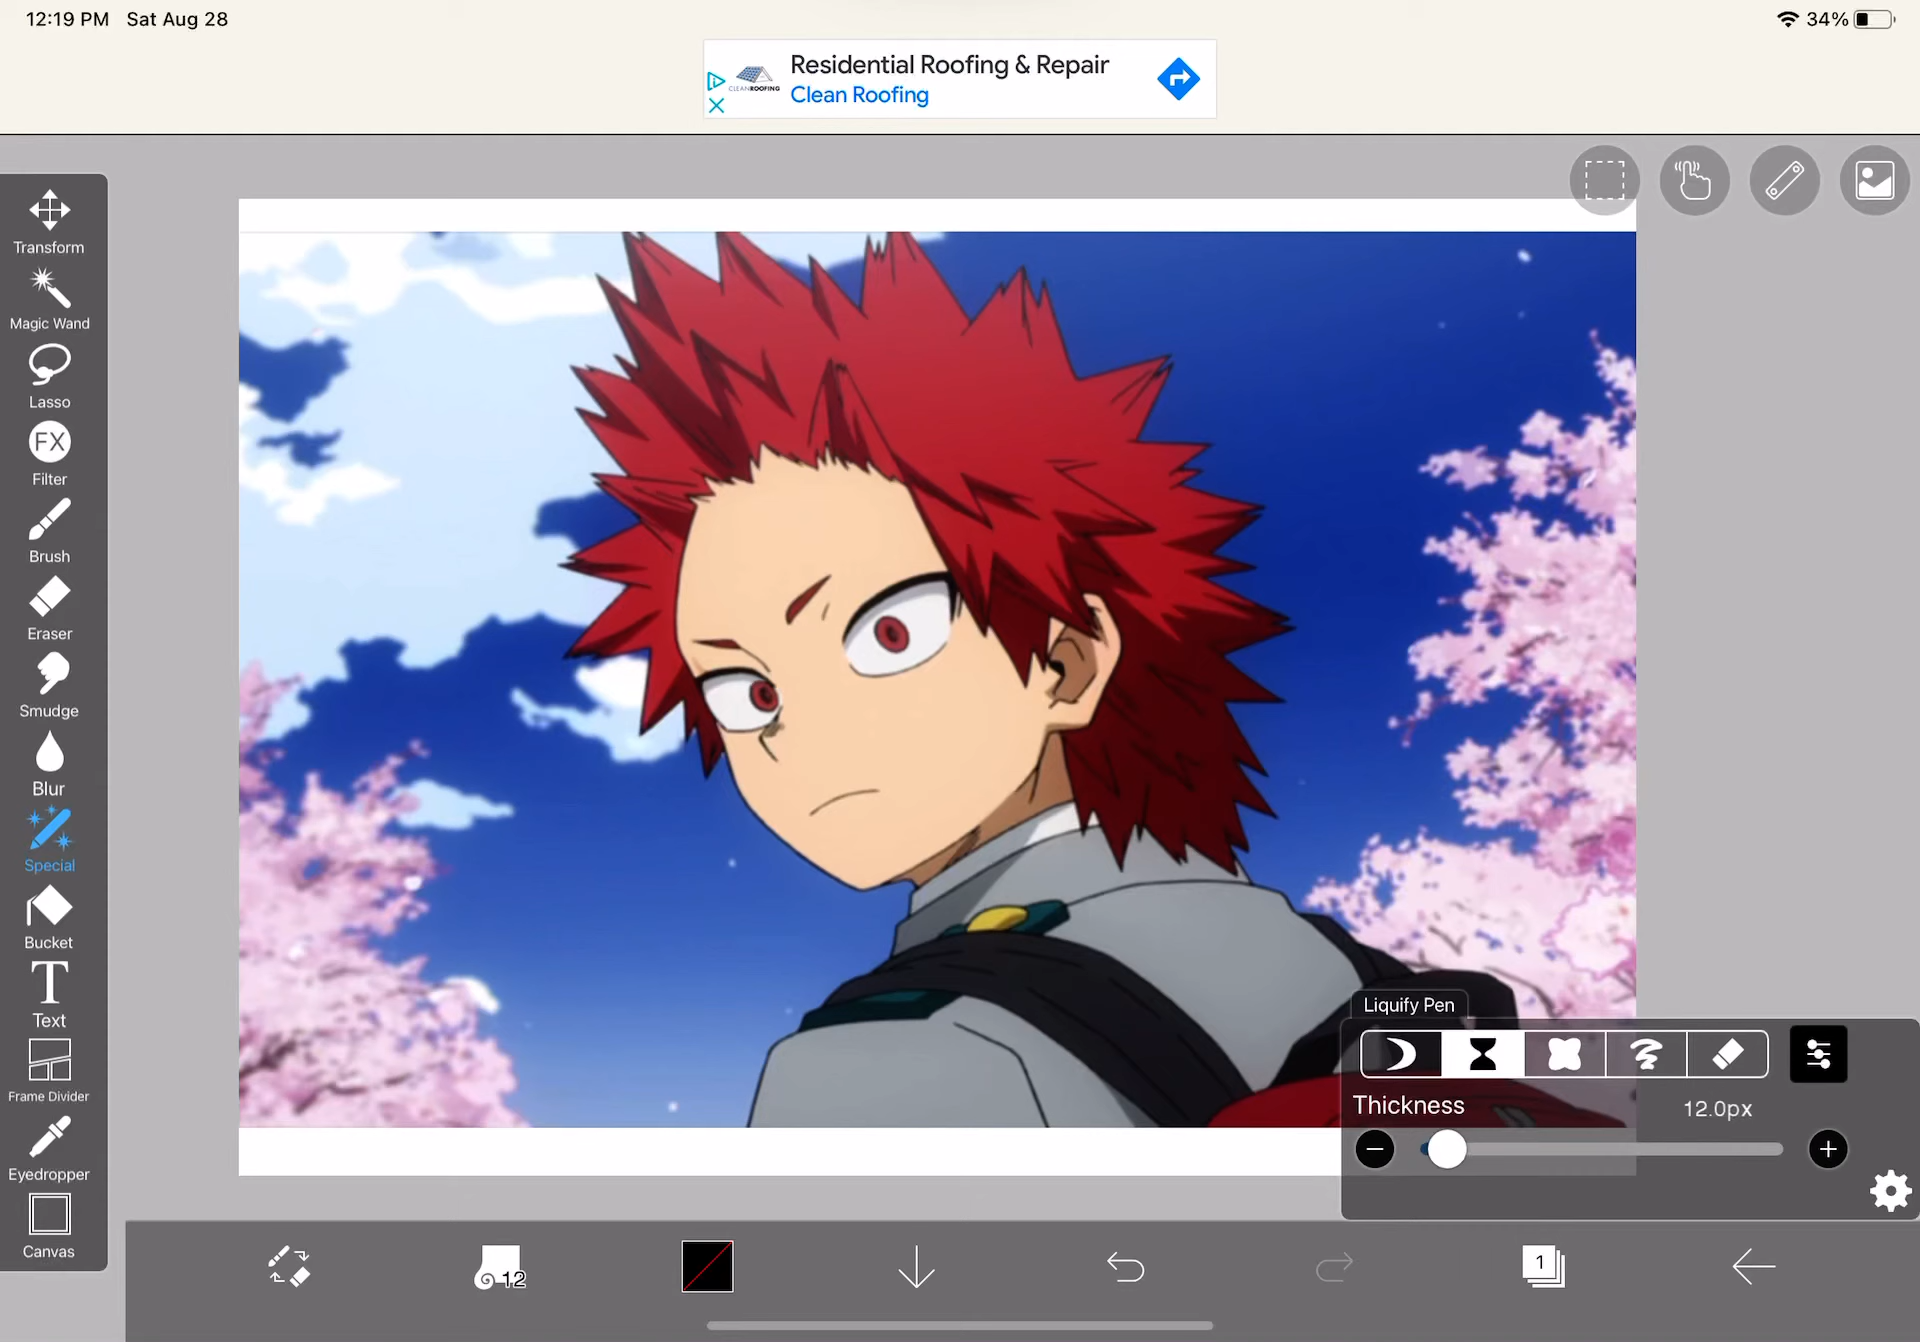 12:19 PM Sat Aug 28
34%
Residential Roofing & Repair
CLEANROOFING
Clean Roofing
Transform
Magic Wand
Lasso
FX
Filter
Brush
Eraser
Smudge
Blur
Special
Bucket
T
Text
Frame Divider
Eyedropper
Canvas
Liquify Pen
Thickness
12.0px
12
1